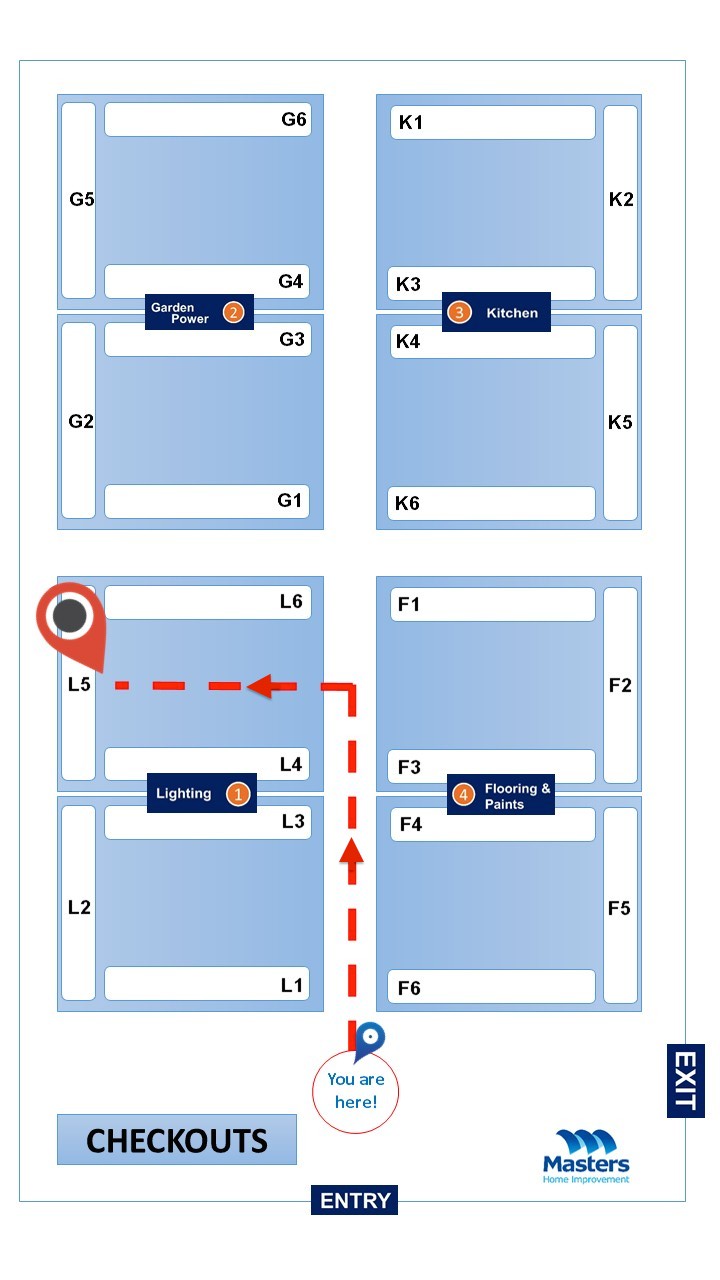 G6
K1
G5
K2
G4
K3
Garden
Power
2
3
Kitchen
G3
K4
G2
K5
G1
K6
L6
F1
L5
F2
L4
F3
Lighting
1
4
Flooring &
Paints
L3
F4
L2
F5
L1
F6
You are
here!
EXIT
CHECKOUTS
Masters
Home Improvement
ENTRY